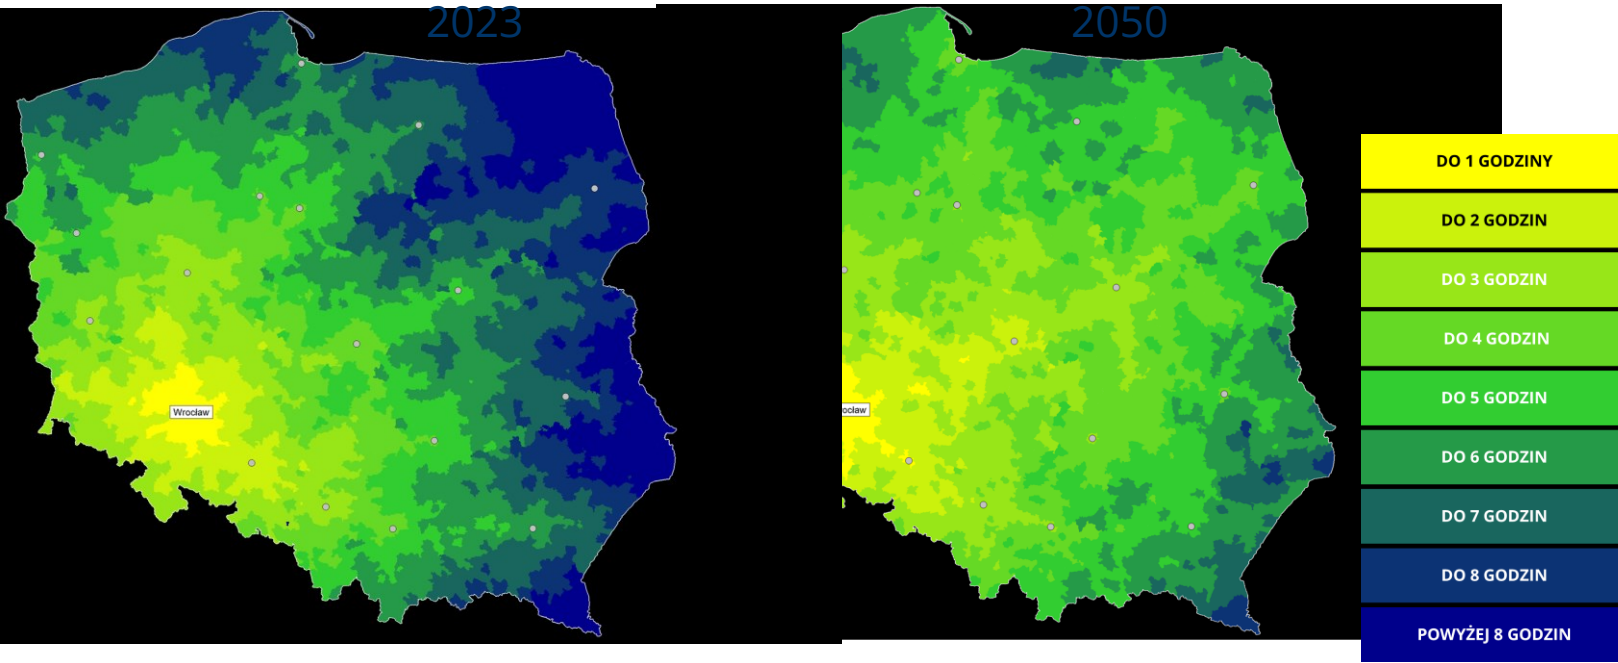 2023
2050
Wrocław
ocław
DO 1 GODZINY
DO 2 GODZIN
DO 3 GODZIN
DO 4 GODZIN
DO 5 GODZIN
DO 6 GODZIN
DO 7 GODZIN
DO 8 GODZIN
POWYŻEJ 8 GODZIN